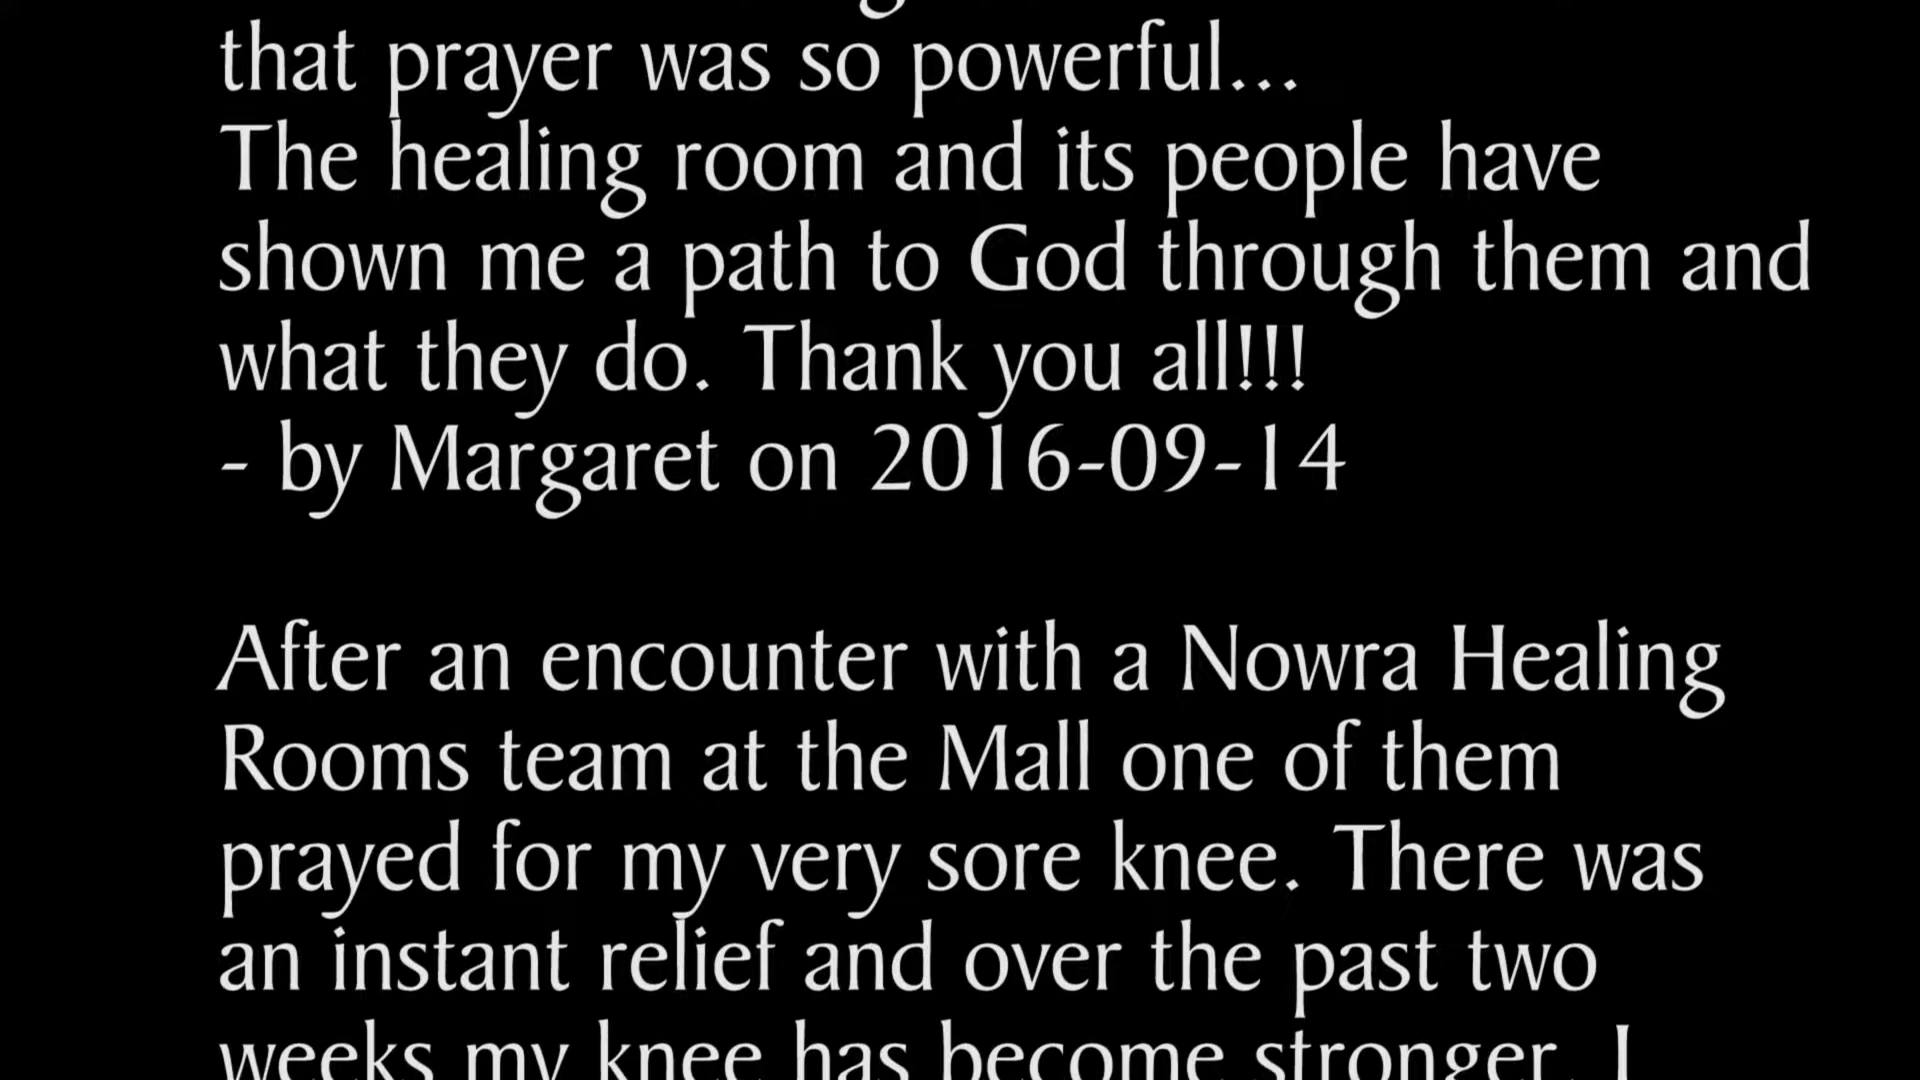 that prayer was so powerful...
The healing room and its people have
shown me a path to God through them and
what they do. Thank you all!!!
- by Margaret on 2016-09-14
After an encounter with a Nowra Healing
Rooms team at the Mall one of them
prayed for my very sore knee. There was
an instant relief and over the past two
weeks my knee has become stronger. I